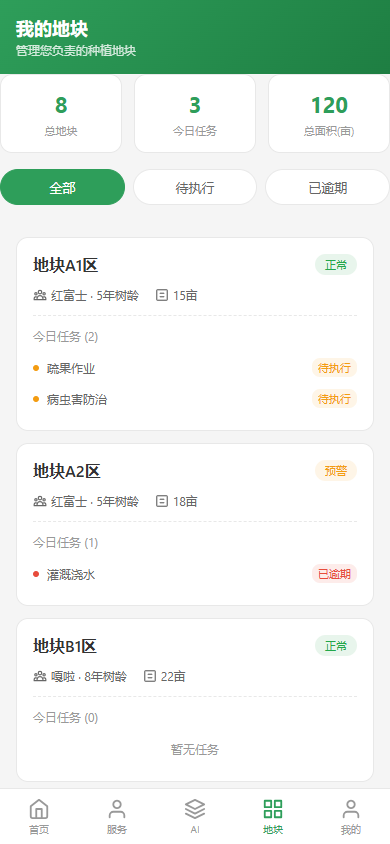 我的地块
管理您负责的种植地块
8 3 120
总地块 今日任务 总面积(亩)
全部 待执行 已逾期
地块A1区 正常
红富士 · 5年树龄 15亩
今日任务 (2)
疏果作业 待执行
病虫害防治 待执行
地块A2区 预警
红富士 · 5年树龄 18亩
今日任务 (1)
灌溉浇水 已逾期
地块B1区 正常
嘎啦 · 8年树龄 22亩
今日任务 (0)
暂无任务
首页 服务 AI 地块 我的